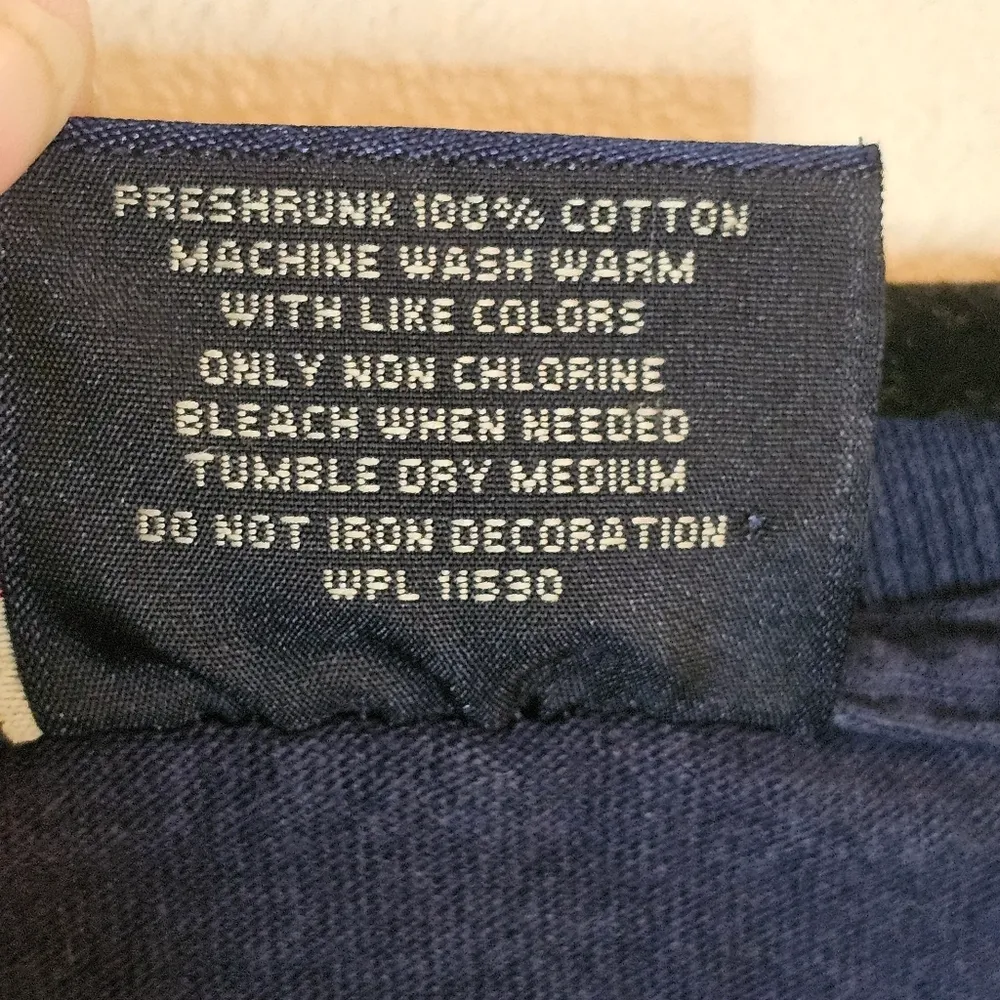 PRESHRUNK 100% COTTON
MACHINE WASH WARM
WITH LIKE COLORS
ONLY NON CHLORINE
BLEACH WHEN NEEDED
TUMBLE DRY MEDIUM
DO NOT IRON DECORATION
WPL 11590